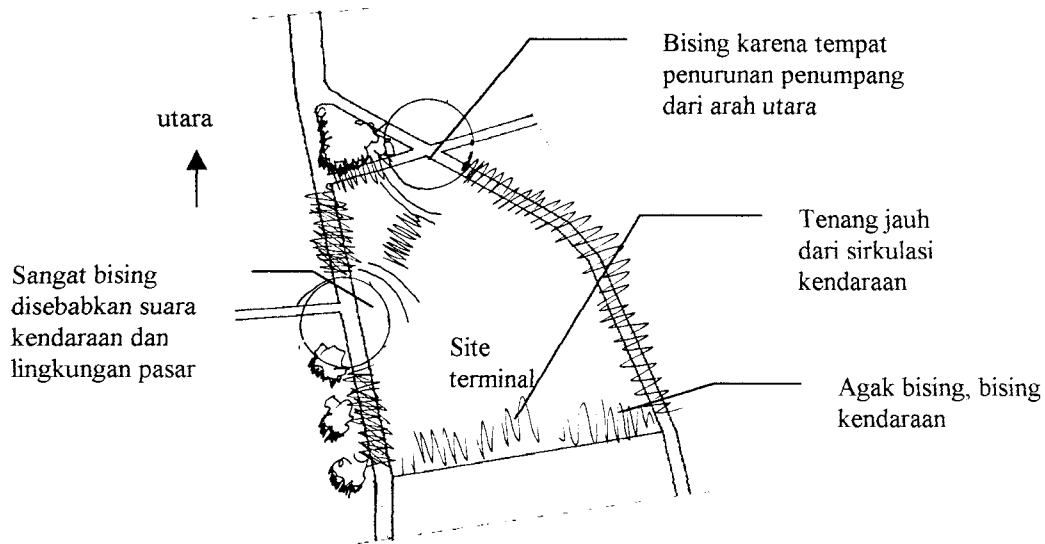 Bising karena tempat
penurunan penumpang
dari arah utara
utara
Tenang jauh
dari sirkulasi
kendaraan
Sangat bising
disebabkan suara
kendaraan dan
lingkungan pasar
Site
terminal
Agak bising, bising
kendaraan